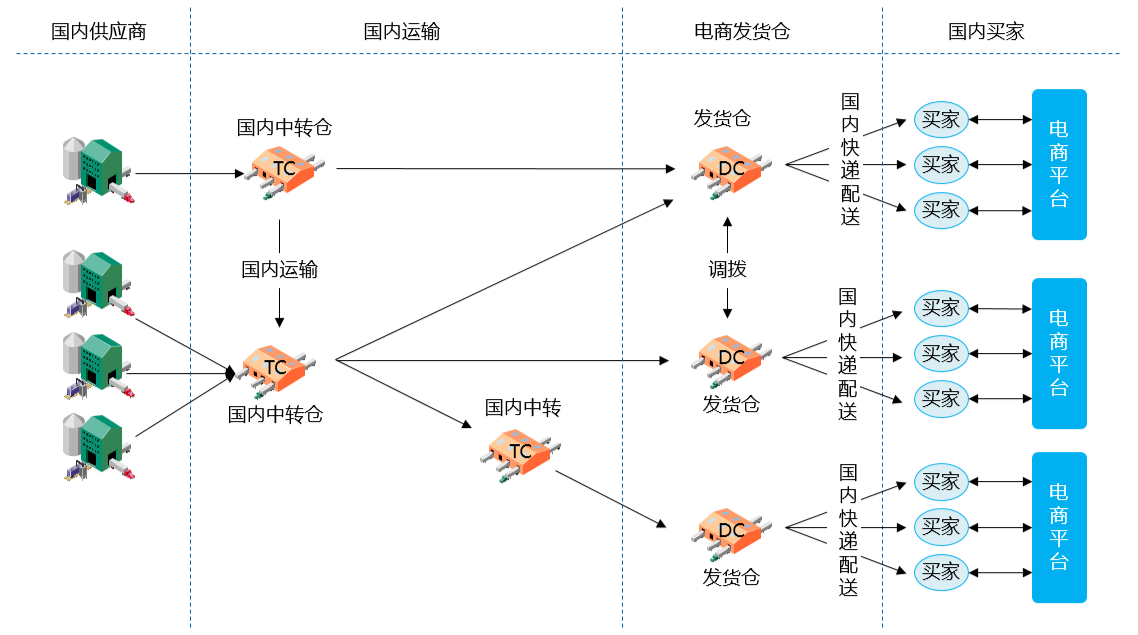 国内供应商
国内运输
电商发货仓
国内买家
国内中转仓
TC
国内运输
TC
国内中转仓
国内中转
TC
发货仓
DC
调拨
DC
发货仓
DC
发货仓
国内快递配送
买家
买家
买家
电商平台
国内快递配送
买家
买家
买家
电商平台
国内快递配送
买家
买家
买家
电商平台